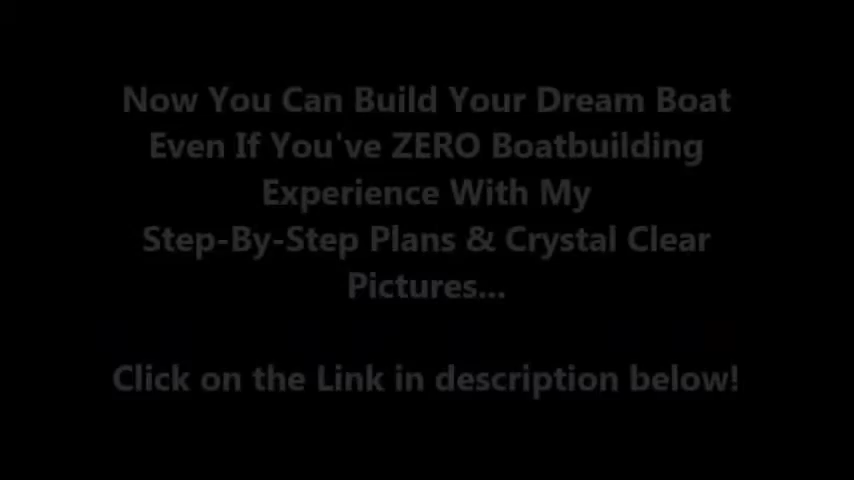 Now You Can Build Your Dream Boat
Even If You've ZERO Boatbuilding
Experience With My
Step-By-Step Plans & Crystal Clear
Pictures...
Click on the Link in description below!